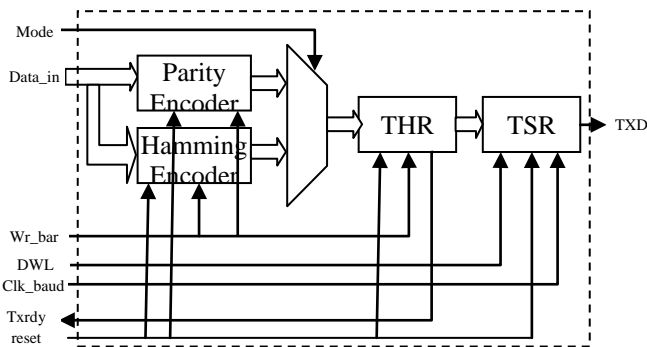 Mode
Data_in
Parity
Encoder
Hamming
Encoder
THR
TSR
TXD
Wr_bar
DWL
Clk_baud
Txrdy
reset